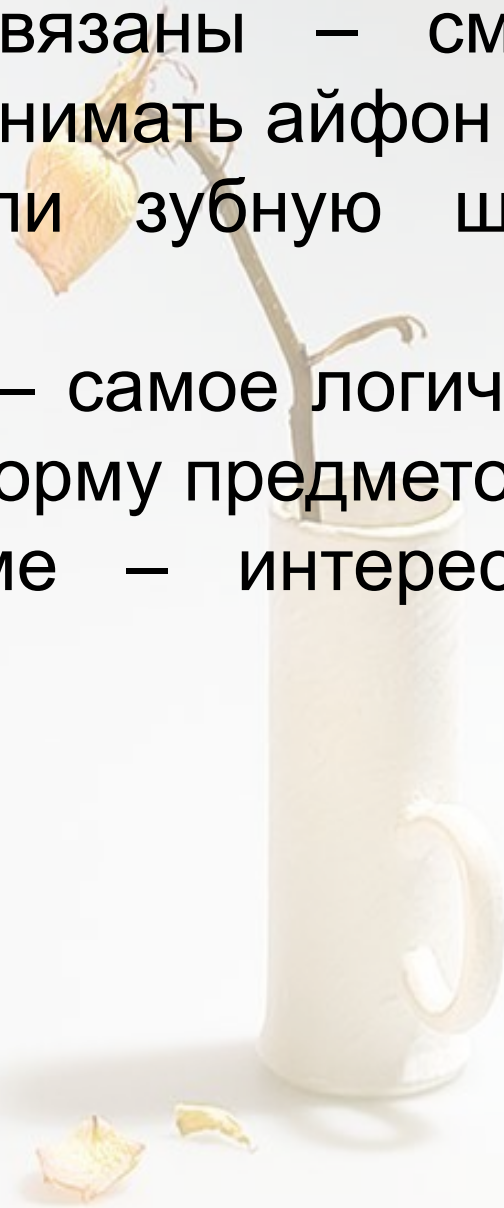 вязаны – см
нимать айфон
ли зубную ш
– самое логич
орму предмето
ме – интерес